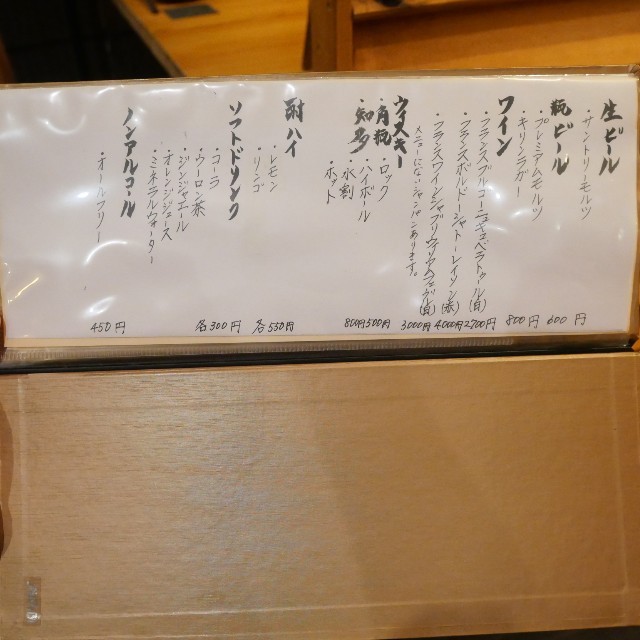 生ビール
・サントリーモルツ 600円
瓶ビール
・プレミアムモルツ
・キリンラガー 800円
ワイン
・フランスブルゴーニュ (白) 2700円
・フランスボルドーシャトー (赤) 4000円
・フランスワインシャブリ (白) 3000円
メニューにないシャンパンあります。
ウイスキー
・角瓶 500円
・知多 800円
・ロック
・ハイボール
・水割
・ホット
酎ハイ
・レモン
・リンゴ
各550円
ソフトドリンク
・コーラ
・ウーロン茶
・ジンジャエール
・オレンジジュース
・ミネラルウォーター
各300円
ノンアルコール
・オールフリー 450円